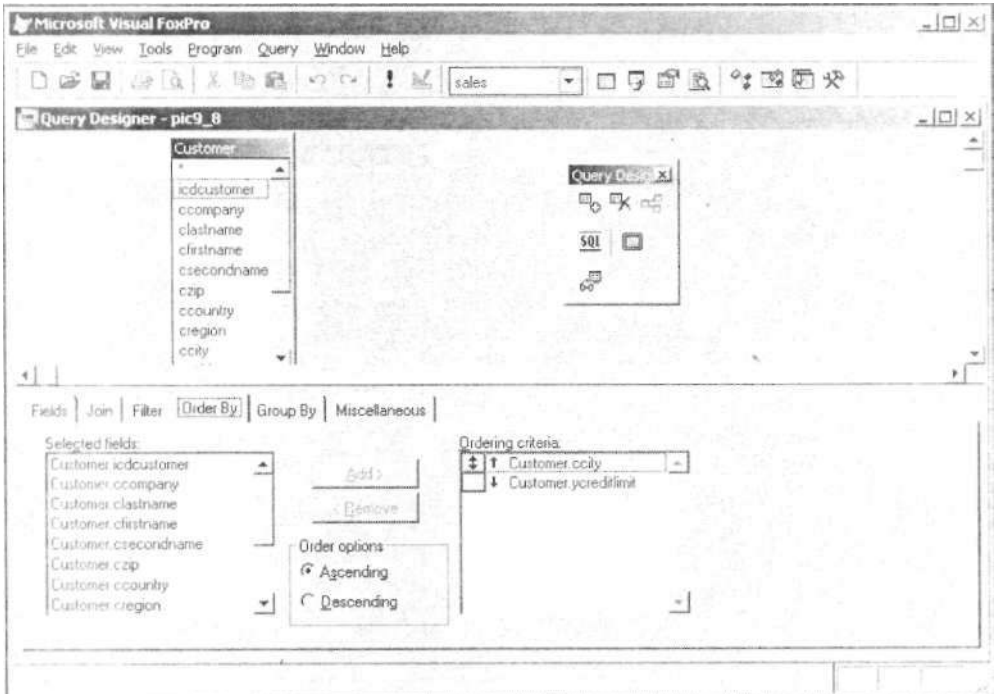 Microsoft Visual FoxPro
File Edit View Tools Program Query Window Help
sales
Query Designer - pic9_8
Customer
*
icdcustomer
ccompany
clastname
cfirstname
csecondname
czip
ccountry
cregion
ccity
Query Desig
SQL
Fields Join Filter Order By Group By Miscellaneous
Selected fields:
Customer.icdcustomer
Customer.ccompany
Customer.clastname
Customer.cfirstname
Customer.csecondname
Customer.czip
Customer.ccountry
Customer.cregion
Add >
< Remove
Order options
Ascending
Descending
Ordering criteria:
Customer.ccity
Customer.ycreditlimit